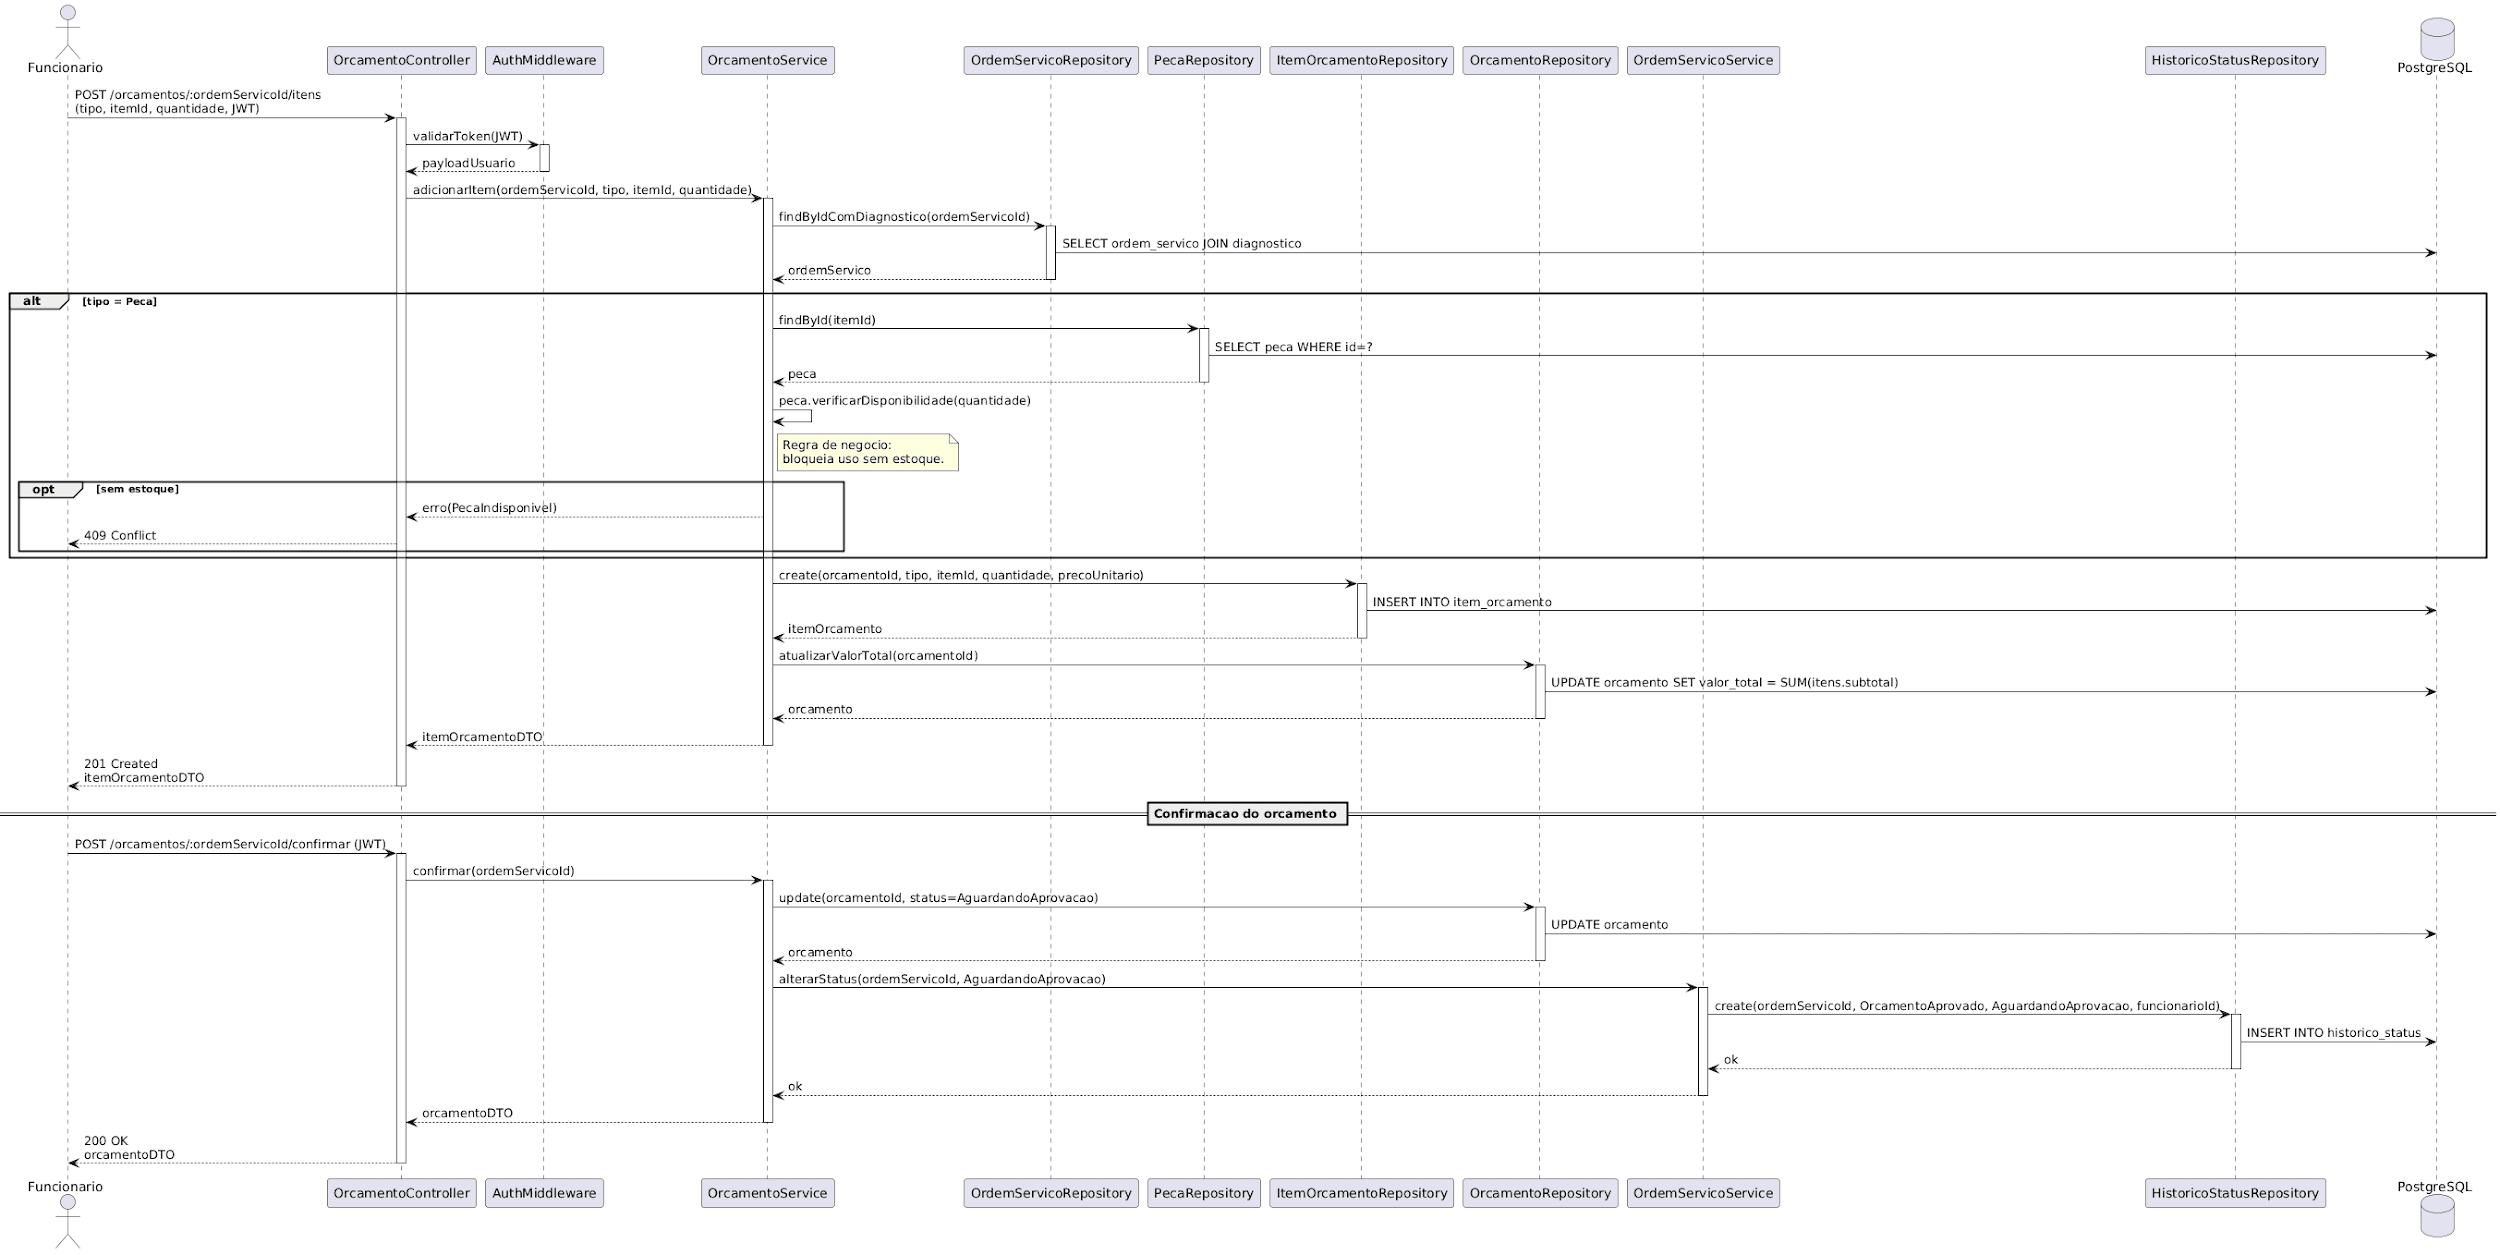 Funcionario
OrcamentoController
AuthMiddleware
OrcamentoService
OrdemServicoRepository
PecaRepository
ItemOrcamentoRepository
OrcamentoRepository
OrdemServicoService
HistoricoStatusRepository
PostgreSQL
POST /orcamentos/:ordemServicoId/itens
(tipo, itemId, quantidade, JWT)
validarToken(JWT)
payloadUsuario
adicionarItem(ordemServicoId, tipo, itemId, quantidade)
findByIdComDiagnostico(ordemServicoId)
SELECT ordem_servico JOIN diagnostico
ordemServico
alt [tipo = Peca]
findById(itemId)
SELECT peca WHERE id=?
peca
peca.verificarDisponibilidade(quantidade)
Regra de negocio:
bloqueia uso sem estoque.
opt [sem estoque]
erro(PecaIndisponivel)
409 Conflict
create(orcamentoId, tipo, itemId, quantidade, precoUnitario)
INSERT INTO item_orcamento
itemOrcamento
atualizarValorTotal(orcamentoId)
UPDATE orcamento SET valor_total = SUM(itens.subtotal)
orcamento
itemOrcamentoDTO
201 Created
itemOrcamentoDTO
Confirmacao do orcamento
POST /orcamentos/:ordemServicoId/confirmar (JWT)
confirmar(ordemServicoId)
update(orcamentoId, status=AguardandoAprovacao)
UPDATE orcamento
orcamento
alterarStatus(ordemServicoId, AguardandoAprovacao)
create(ordemServicoId, OrcamentoAprovado, AguardandoAprovacao, funcionarioId)
INSERT INTO historico_status
ok
ok
orcamentoDTO
200 OK
orcamentoDTO
Funcionario
OrcamentoController
AuthMiddleware
OrcamentoService
OrdemServicoRepository
PecaRepository
ItemOrcamentoRepository
OrcamentoRepository
OrdemServicoService
HistoricoStatusRepository
PostgreSQL